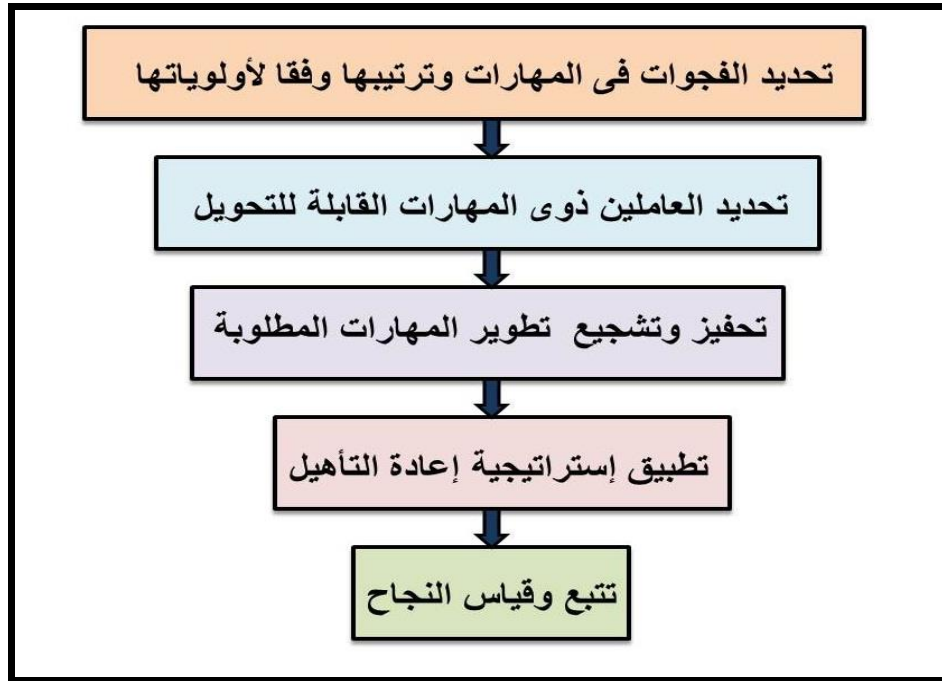 تحديد الفجوات فى المهارات وترتيبها وفقا لأولوياتها
تحديد العاملين ذوى المهارات القابلة للتحويل
تحفيز وتشجيع تطوير المهارات المطلوبة
تطبيق إستراتيجية إعادة التأهيل
تتبع وقياس النجاح